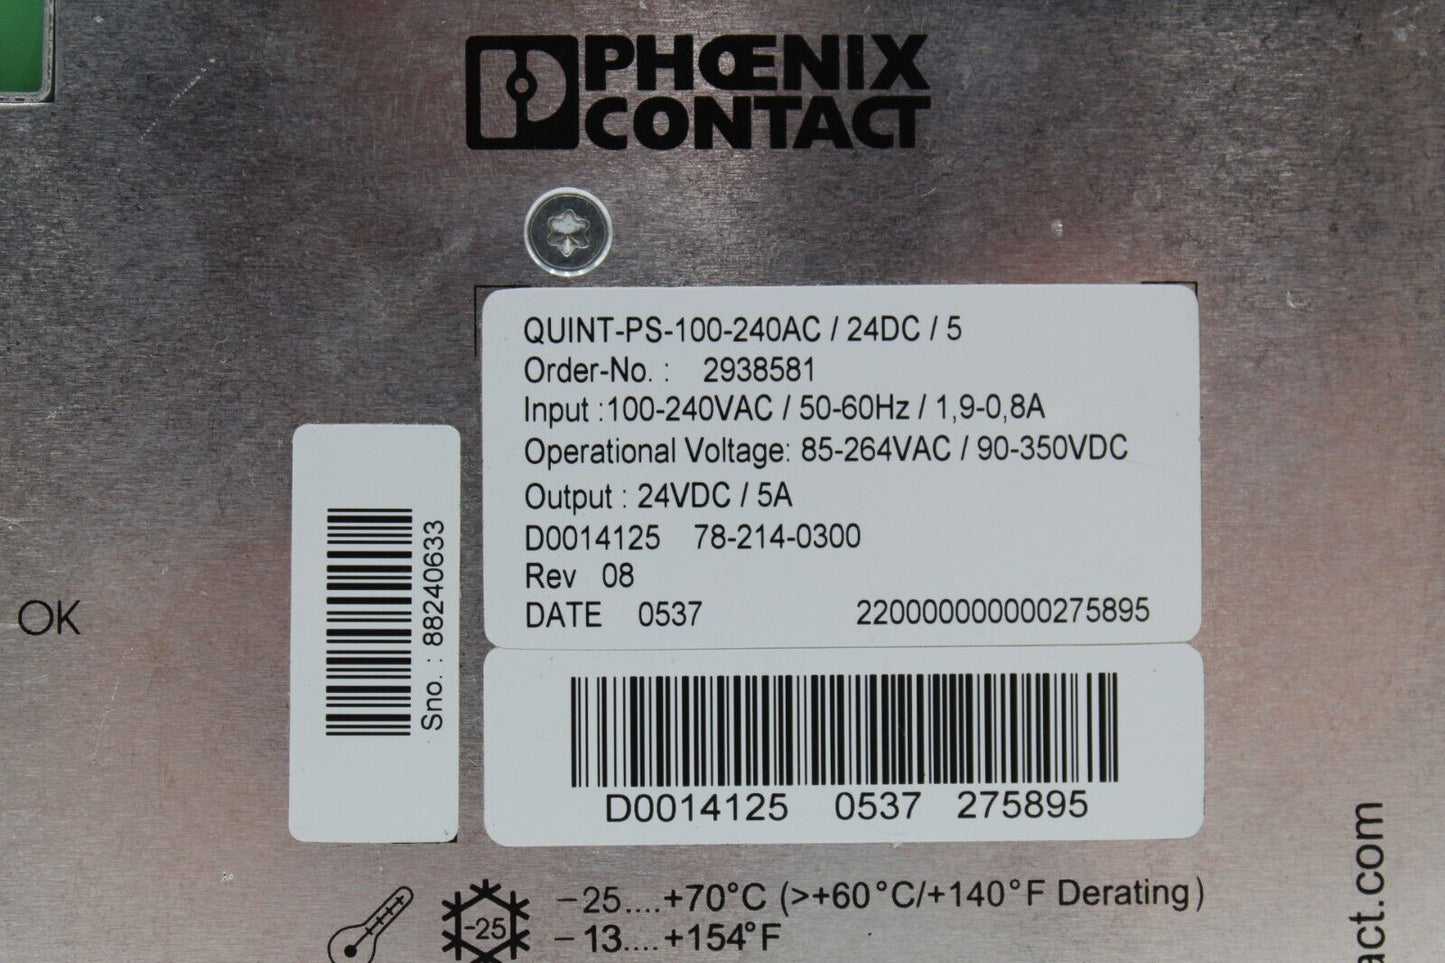 PHŒNIX
CONTACT
QUINT-PS-100-240AC / 24DC / 5
Order-No. : 2938581
Input :100-240VAC / 50-60Hz / 1,9-0,8A
Operational Voltage: 85-264VAC / 90-350VDC
Output : 24VDC / 5A
D0014125 78-214-0300
Rev 08
DATE 0537 220000000000275895
Sno. : 88240633
OK
D0014125 0537 275895
-25....+70°C (>+60°C/+140°F Derating)
-25
-13....+154°F
act.com